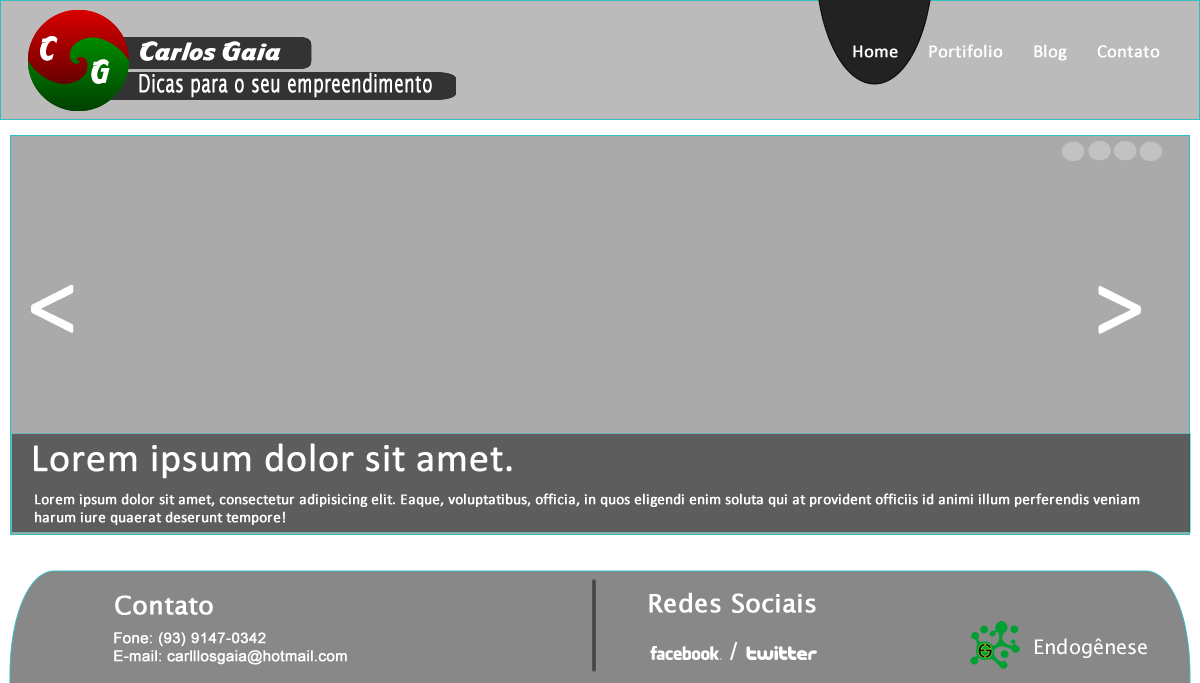 C
G
Carlos Gaia
Dicas para o seu empreendimento
Home Portifolio Blog Contato
< >
Lorem ipsum dolor sit amet.
Lorem ipsum dolor sit amet, consectetur adipisicing elit. Eaque, voluptatibus, officia, in quos eligendi enim soluta qui at provident officiis id animi illum perferendis veniam
harum iure quaerat deserunt tempore!
Contato
Fone: (93) 9147-0342
E-mail: carlllosgaia@hotmail.com
Redes Sociais
facebook. / twitter
Endogênese